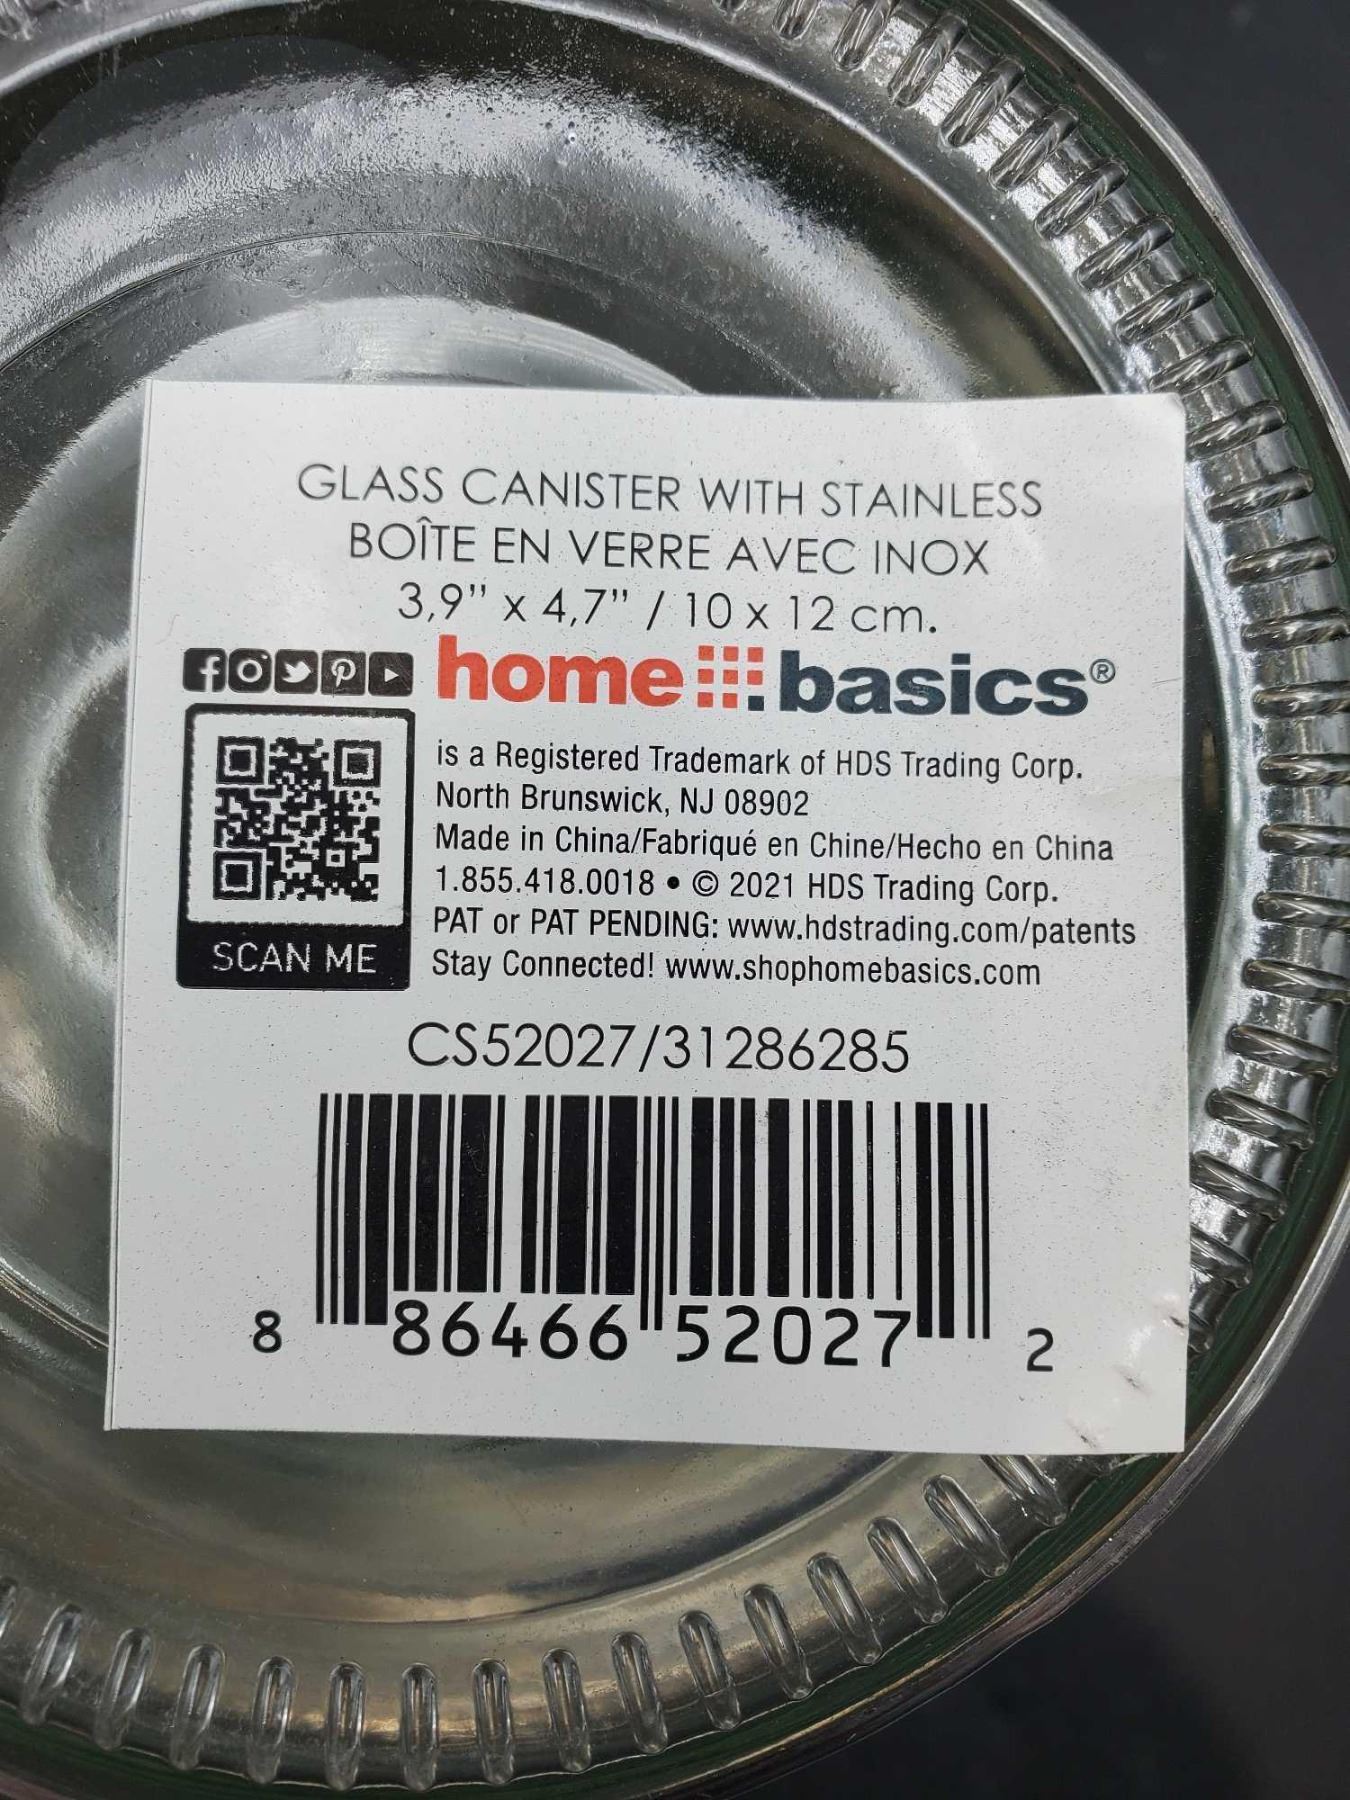 GLASS CANISTER WITH STAINLESS
BOÎTE EN VERRE AVEC INOX
3,9" x 4,7" / 10 x 12 cm.
home basics®
is a Registered Trademark of HDS Trading Corp.
North Brunswick, NJ 08902
Made in China/Fabriqué en Chine/Hecho en China
1.855.418.0018 • © 2021 HDS Trading Corp.
PAT or PAT PENDING: www.hdstrading.com/patents
Stay Connected! www.shophomebasics.com
SCAN ME
CS52027/31286285
8 86466 52027 2